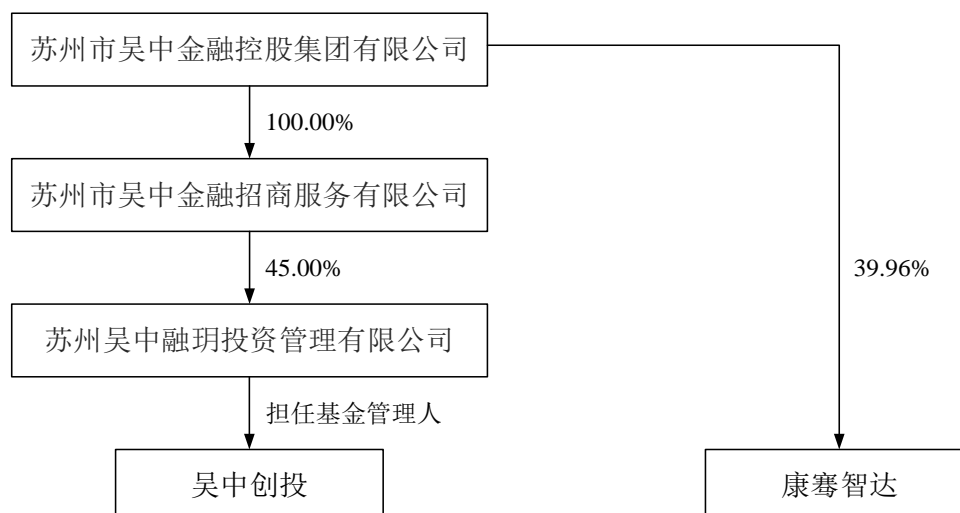 苏州市吴中金融控股集团有限公司
100.00%
苏州市吴中金融招商服务有限公司
45.00%
39.96%
苏州吴中融玥投资管理有限公司
担任基金管理人
吴中创投
康骞智达